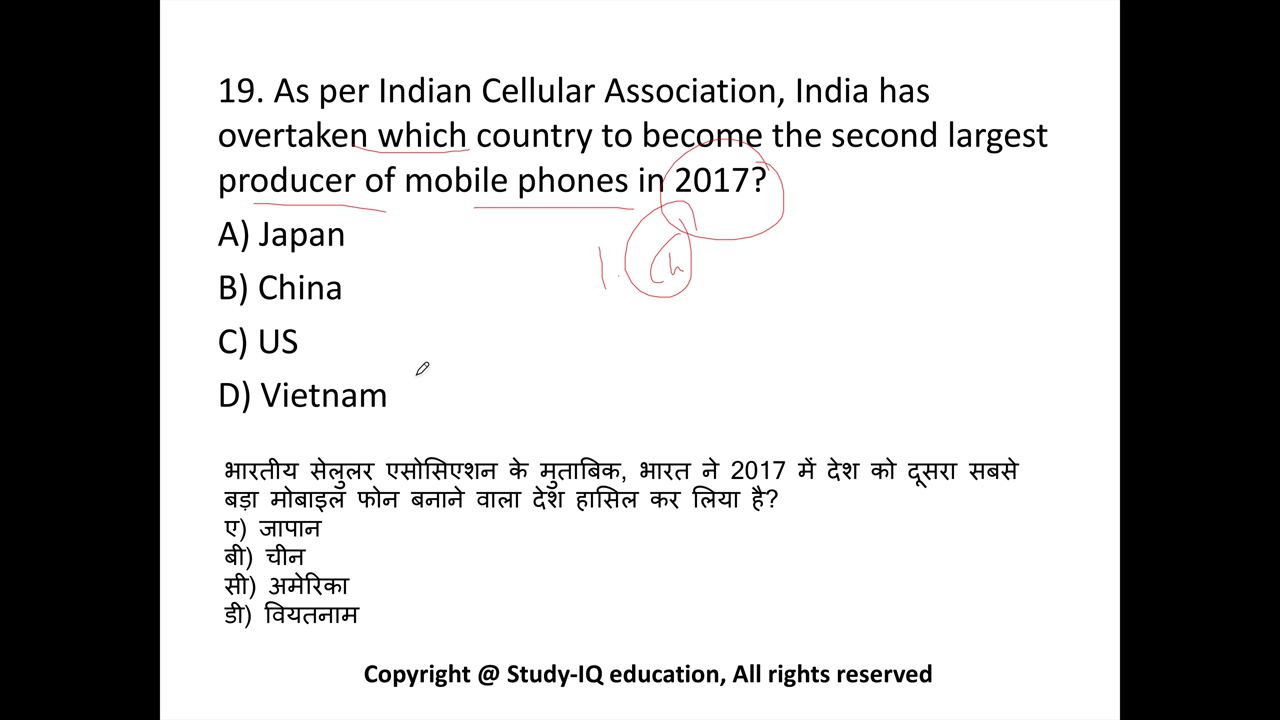 19. As per Indian Cellular Association, India has
overtaken which country to become the second largest
producer of mobile phones in 2017?
1. Ch
A) Japan
B) China
C) US
D) Vietnam
भारतीय सेलुलर एसोसिएशन के मुताबिक, भारत ने 2017 में देश को दूसरा सबसे
बड़ा मोबाइल फोन बनाने वाला देश हासिल कर लिया है?
ए) जापान
बी) चीन
सी) अमेरिका
डी) वियतनाम
Copyright @ Study-IQ education, All rights reserved